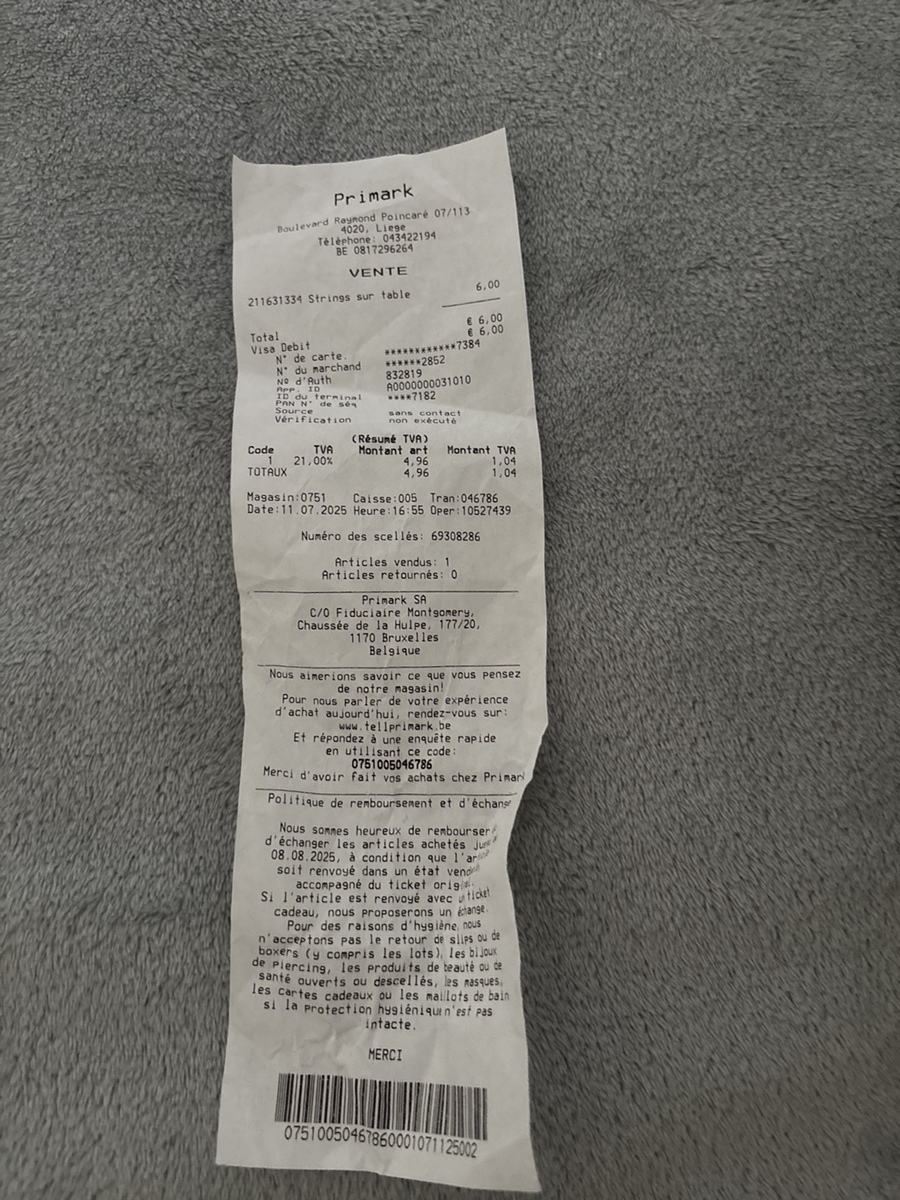 Primark
Boulevard Raymond Poincaré 07/113
4020, Liege
Téléphone: 043422194
BE 0817296264
VENTE
211631334 Strings sur table 6,00
Total € 6,00
Visa Debit € 6,00
N° de carte. ************7384
N° du marchand ******2852
Nº d'Auth 832819
App. ID A0000000031010
ID du terminal ****7182
PAN N° de séq
Source sans contact
Vérification non exécuté
(Résumé TVA)
Code TVA Montant art Montant TVA
1 21,00% 4,96 1,04
TOTAUX 4,96 1,04
Magasin:0751 Caisse:005 Tran:046786
Date:11.07.2025 Heure:16:55 Oper:10527439
Numéro des scellés: 69308286
Articles vendus: 1
Articles retournés: 0
Primark SA
C/O Fiduciaire Montgomery,
Chaussée de la Hulpe, 177/20,
1170 Bruxelles
Belgique
Nous aimerions savoir ce que vous pensez
de notre magasin!
Pour nous parler de votre expérience
d'achat aujourd'hui, rendez-vous sur:
www.tellprimark.be
Et répondez à une enquête rapide
en utilisant ce code:
0751005046786
Merci d'avoir fait vos achats chez Primar
Politique de remboursement et d'échange
Nous sommes heureux de rembourser
d'échanger les articles achetés
08.08.2025, à condition que
soit renvoyé dans un état
accompagné du ticket
Si l'article est renvoyé avec un ticket
cadeau, nous proposerons un échange.
Pour des raisons d'hygiène, nous
n'acceptons pas le retour de slips ou de
boxers (y compris les lots), les bijoux
de piercing, les produits de beauté ou de
santé ouverts ou descellés, les masques,
les cartes cadeaux ou les maillots de bain
si la protection n'est pas
intacte.
MERCI
07510050467860001071125002